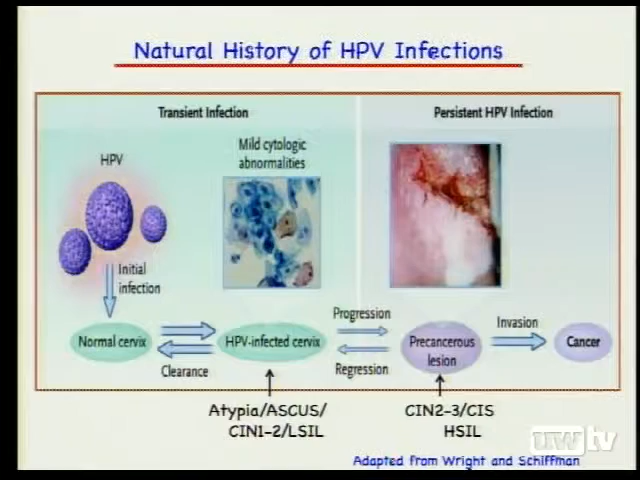 Natural History of HPV Infections
Transient Infection
Persistent HPV Infection
HPV
Mild cytologic
abnormalities
Initial
infection
Normal cervix
Clearance
HPV-infected cervix
Progression
Regression
Precancerous
lesion
Invasion
Cancer
Atypia/ASCUS/
CIN1-2/LSIL
CIN2-3/CIS
HSIL
uwtv
Adapted from Wright and Schiffman